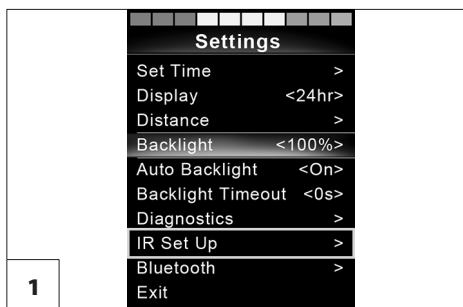 Settings
Set Time >
Display <24hr>
Distance >
Backlight <100%>
Auto Backlight <On>
Backlight Timeout <0s>
Diagnostics >
IR Set Up >
Bluetooth >
Exit
1